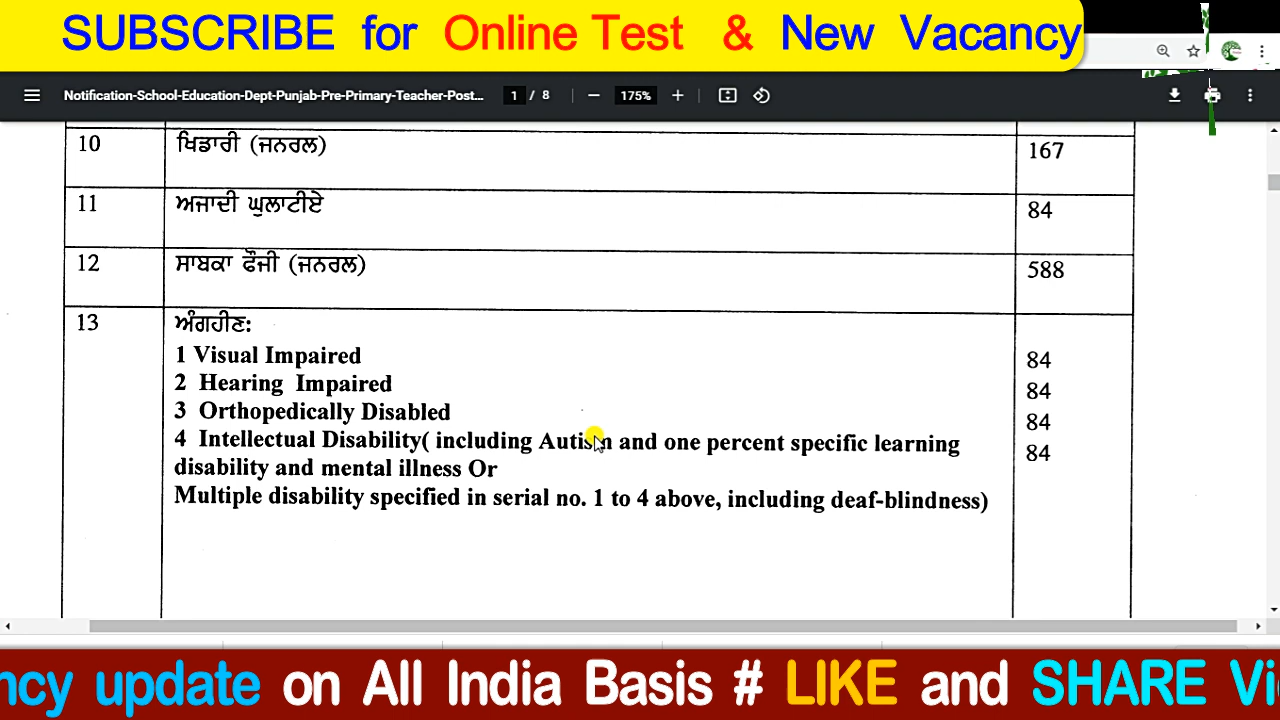 SUBSCRIBE for Online Test & New Vacancy
Notification-School-Education-Dept-Punjab-Pre-Primary-Teacher-Post... 1 / 8 175%
10 ਖਿਡਾਰੀ (ਜਨਰਲ) 167
11 ਅਜਾਦੀ ਘੁਲਾਟੀਏ 84
12 ਸਾਬਕਾ ਫੌਜੀ (ਜਨਰਲ) 588
13 ਅੰਗਹੀਣ:
1 Visual Impaired 84
2 Hearing Impaired 84
3 Orthopedically Disabled 84
4 Intellectual Disability( including Autism and one percent specific learning 84
disability and mental illness Or
Multiple disability specified in serial no. 1 to 4 above, including deaf-blindness)
ncy update on All India Basis # LIKE and SHARE Vi